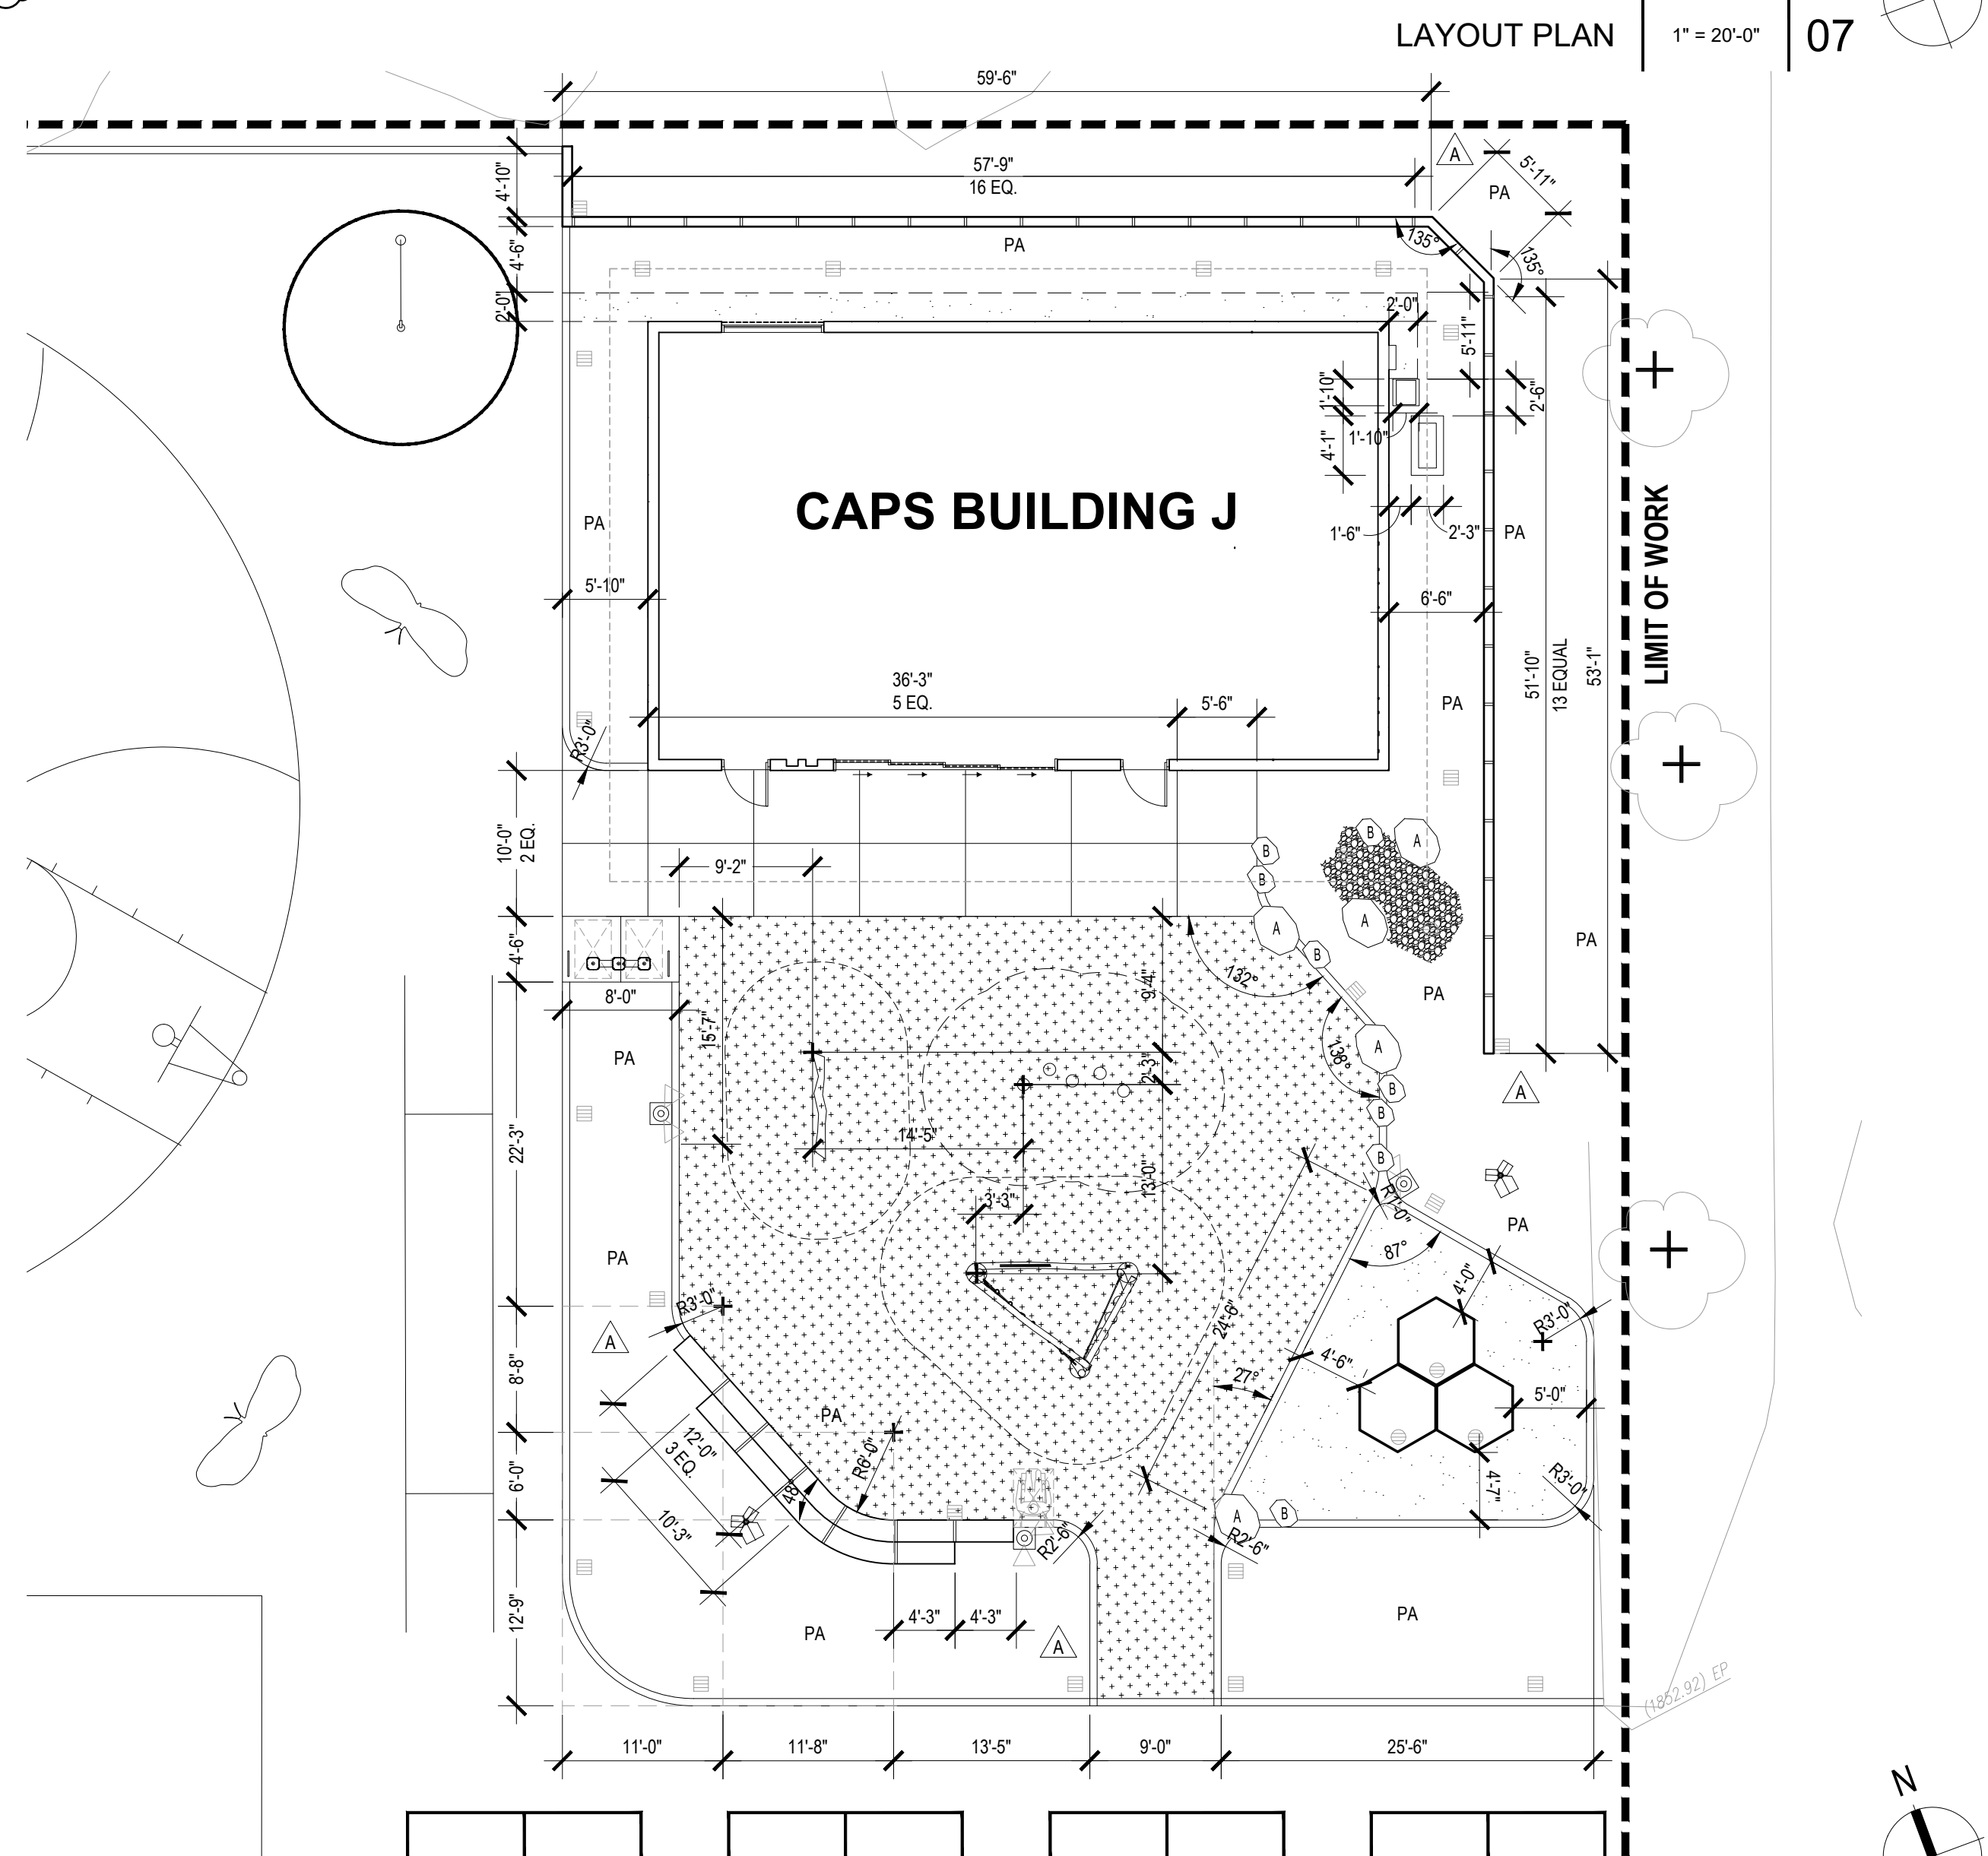 LAYOUT PLAN
1" = 20'-0"
07
59'-6"
57'-9"
16 EQ.
A
5'-11"
PA
4'-10"
4'-6"
2'-0"
PA
135°
135°
2'-0"
5'-11"
1'-10"
2'-6"
1'-10"
4'-1"
CAPS BUILDING J
PA
1'-6"
2'-3"
PA
LIMIT OF WORK
5'-10"
6'-6"
36'-3"
5 EQ.
5'-6"
51'-10"
13 EQUAL
53'-1"
PA
R3'-0"
10'-0"
2 EQ.
9'-2"
B
B
B
A
A
A
B
PA
4'-6"
8'-0"
132°
9'-4"
PA
15'-7"
PA
138°
A
2'-3"
B
B
B
A
22'-3"
14'-5"
13'-0"
3'-3"
R1'-0"
PA
PA
87°
4'-0"
R3'-0"
R3'-0"
A
24'-6"
4'-6"
27°
5'-0"
8'-8"
PA
12'-0"
3 EQ.
R6'-0"
6'-0"
48°
4'-7"
R3'-0"
10'-3"
A
B
R2'-6"
R2'-6"
12'-9"
4'-3"
4'-3"
PA
A
PA
(1852.92) EP
11'-0"
11'-8"
13'-5"
9'-0"
25'-6"
N